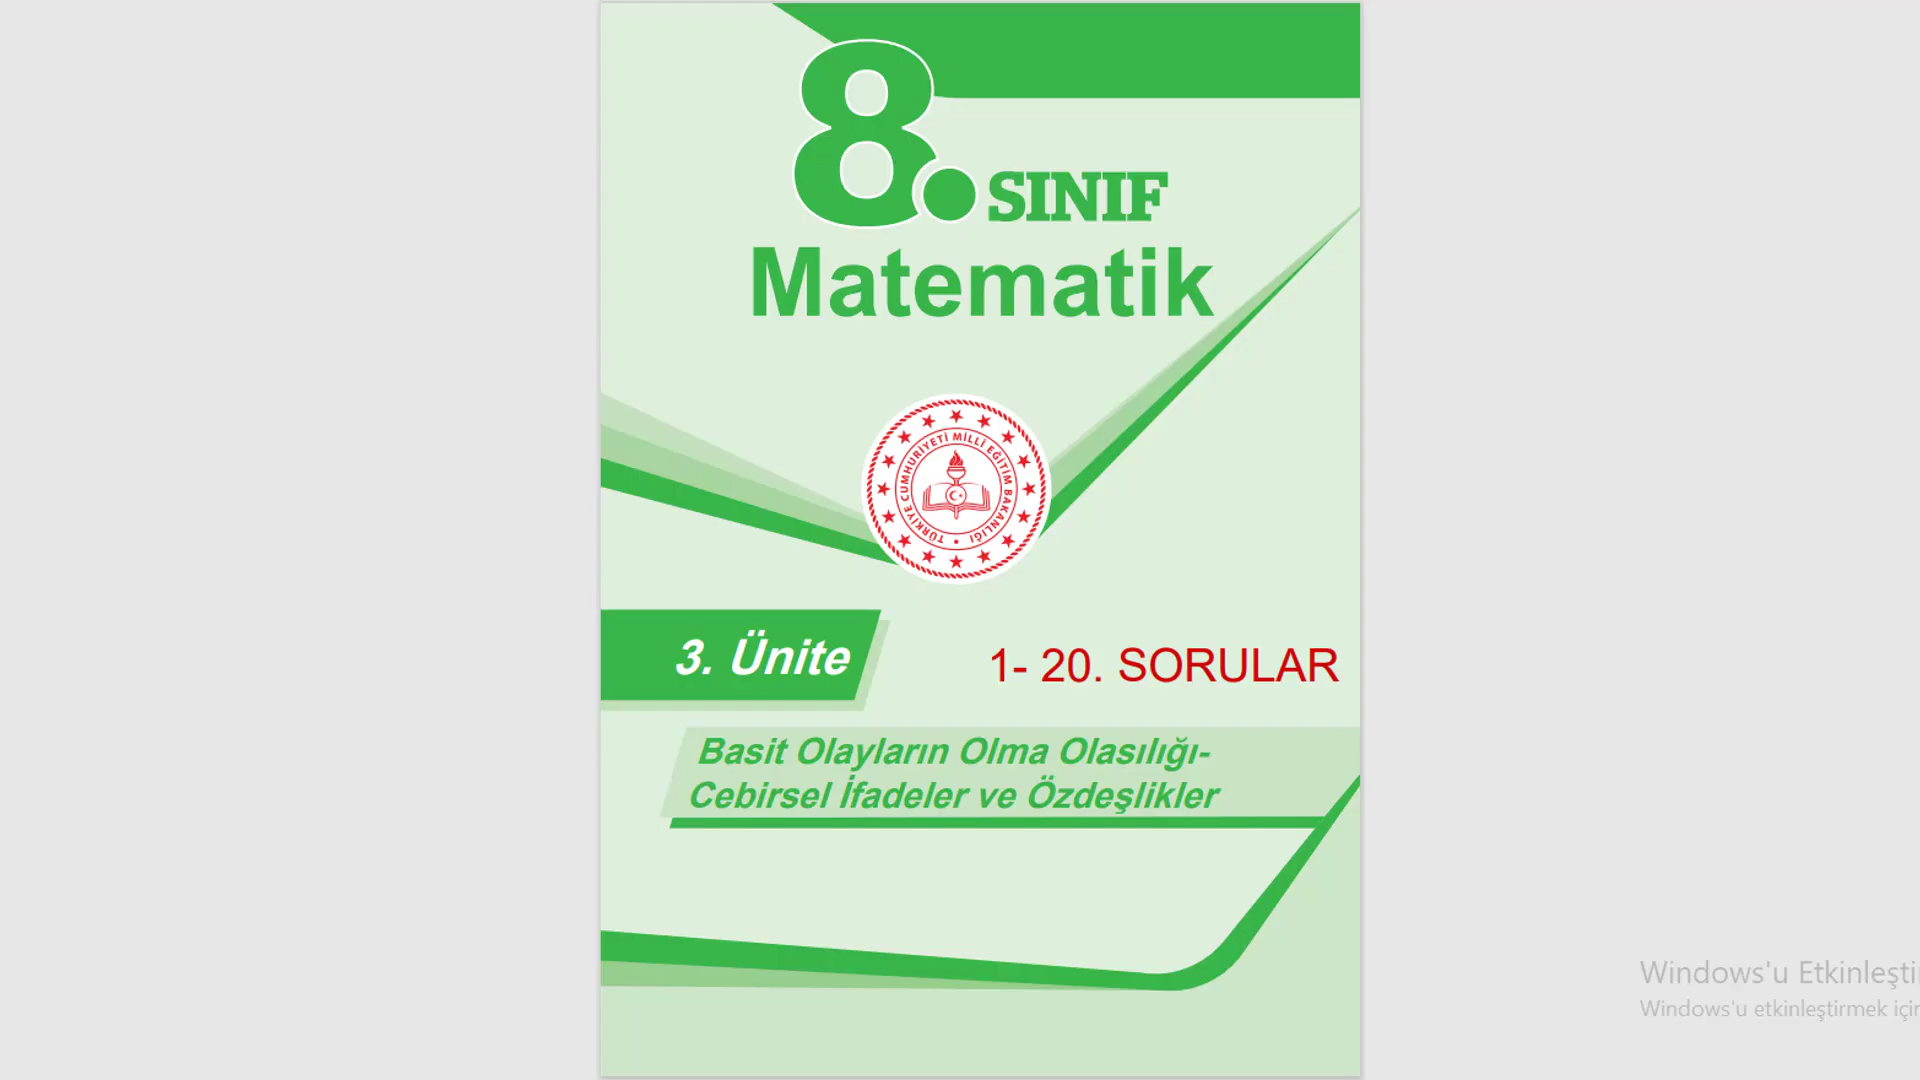 8. SINIF
Matematik
TÜRKİYE CUMHURİYETİ MİLLÎ EĞİTİM BAKANLIĞI
3. Ünite
1- 20. SORULAR
Basit Olayların Olma Olasılığı-
Cebirsel İfadeler ve Özdeşlikler
Windows'u Etkinleşti
Windows'u etkinleştirmek için